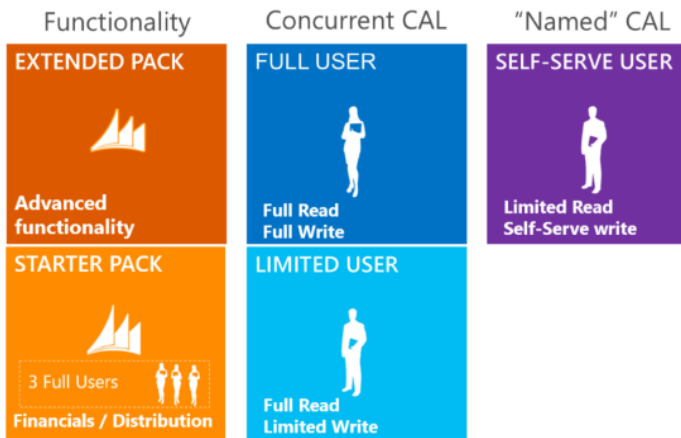 Functionality
Concurrent CAL
"Named" CAL
EXTENDED PACK
Advanced
functionality
FULL USER
Full Read
Full Write
SELF-SERVE USER
Limited Read
Self-Serve write
STARTER PACK
3 Full Users
Financials / Distribution
LIMITED USER
Full Read
Limited Write